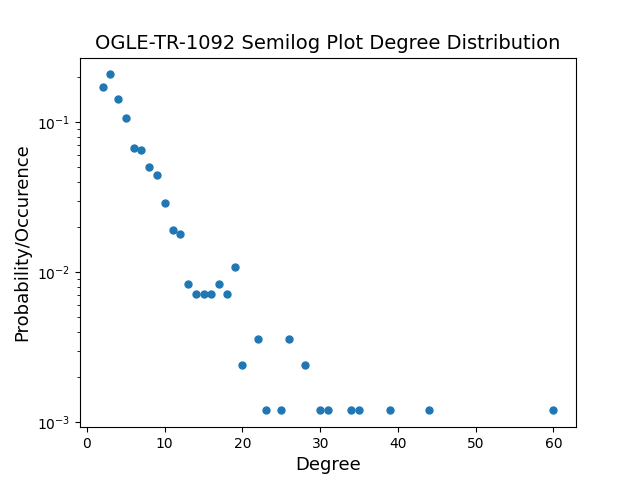 OGLE-TR-1092 Semilog Plot Degree Distribution
Probability/Occurence
10⁻¹
10⁻²
10⁻³
0 10 20 30 40 50 60
Degree